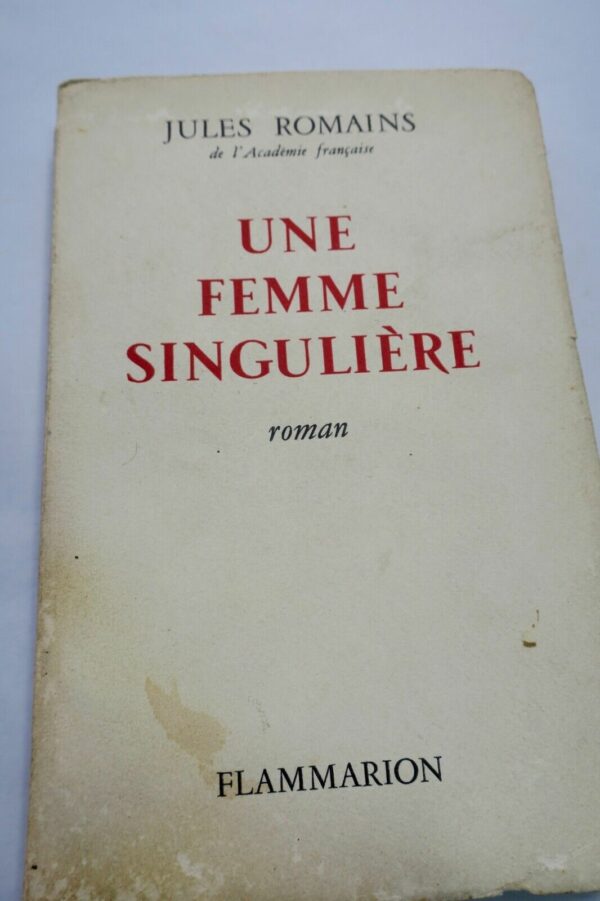 JULES ROMAINS
de l'Académie française
UNE
FEMME
SINGULIÈRE
roman
FLAMMARION